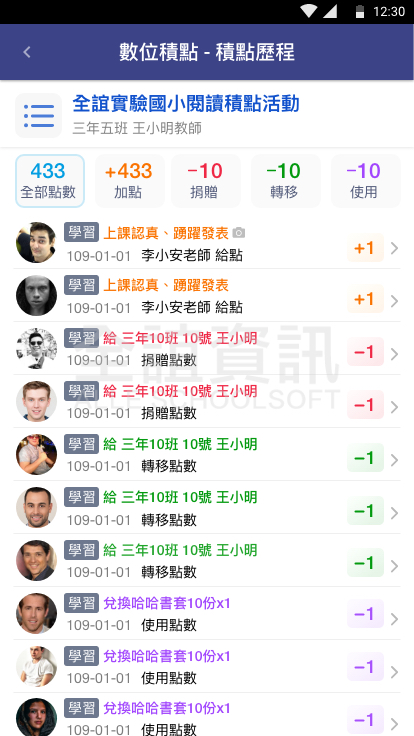 12:30
數位積點 - 積點歷程
全誼實驗國小閱讀積點活動
三年五班 王小明教師
433 +433 −10 −10 −10
全部點數 加點 捐贈 轉移 使用
學習 上課認真、踴躍發表
109-01-01 李小安老師 給點 +1
學習 上課認真、踴躍發表
109-01-01 李小安老師 給點 +1
學習 給 三年10班 10號 王小明
109-01-01 捐贈點數 −1
學習 給 三年10班 10號 王小明
109-01-01 捐贈點數 −1
學習 給 三年10班 10號 王小明
109-01-01 轉移點數 −1
學習 給 三年10班 10號 王小明
109-01-01 轉移點數 −1
學習 給 三年10班 10號 王小明
109-01-01 轉移點數 −1
學習 兌換哈哈書套10份x1
109-01-01 使用點數 −1
學習 兌換哈哈書套10份x1
109-01-01 使用點數 −1
學習 兌換哈哈書套10份x1
109-01-01 使用點數 −1
全誼資訊
SCHOOLSOFT